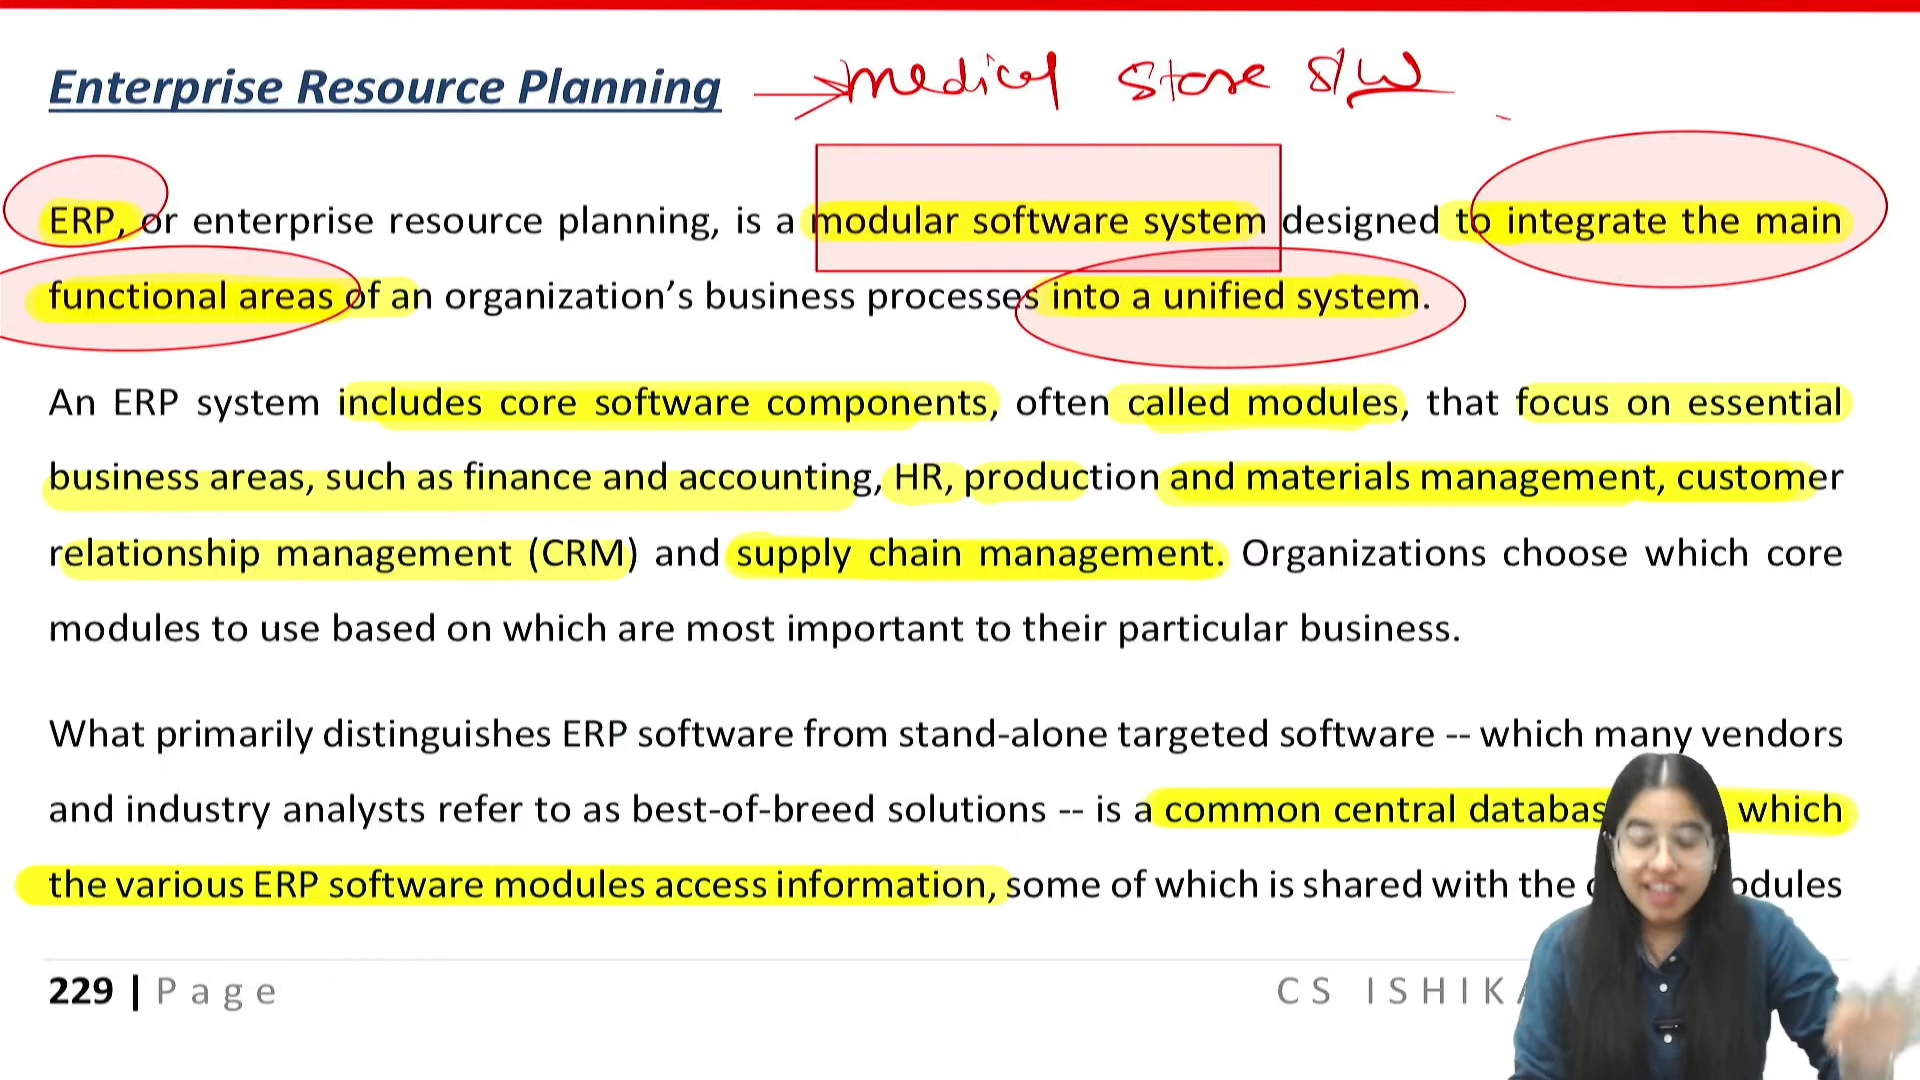 Enterprise Resource Planning → medical store S/W
ERP, or enterprise resource planning, is a modular software system designed to integrate the main
functional areas of an organization’s business processes into a unified system.
An ERP system includes core software components, often called modules, that focus on essential
business areas, such as finance and accounting, HR, production and materials management, customer
relationship management (CRM) and supply chain management. Organizations choose which core
modules to use based on which are most important to their particular business.
What primarily distinguishes ERP software from stand-alone targeted software -- which many vendors
and industry analysts refer to as best-of-breed solutions -- is a common central which
the various ERP software modules access information, some of which is shared with the
229 | Page CS